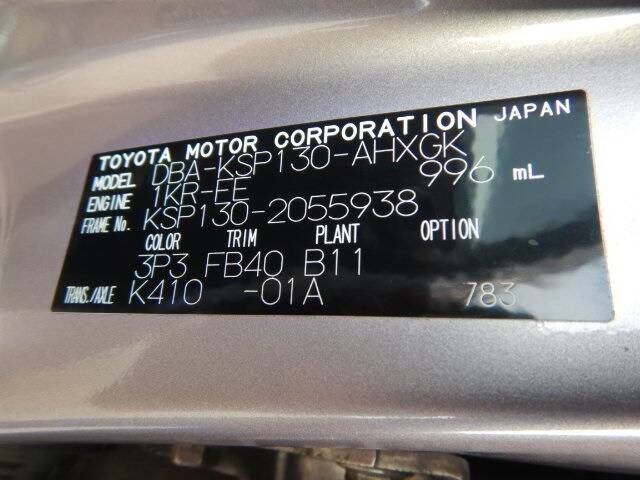 TOYOTA MOTOR CORPORATION JAPAN
MODEL DBA-KSP130-AHXGK
ENGINE 1KR-FE 996 mL
FRAME No. KSP130-2055938
COLOR TRIM PLANT OPTION
3P3 FB40 B11
TRANS./AXLE K410 -01A 783